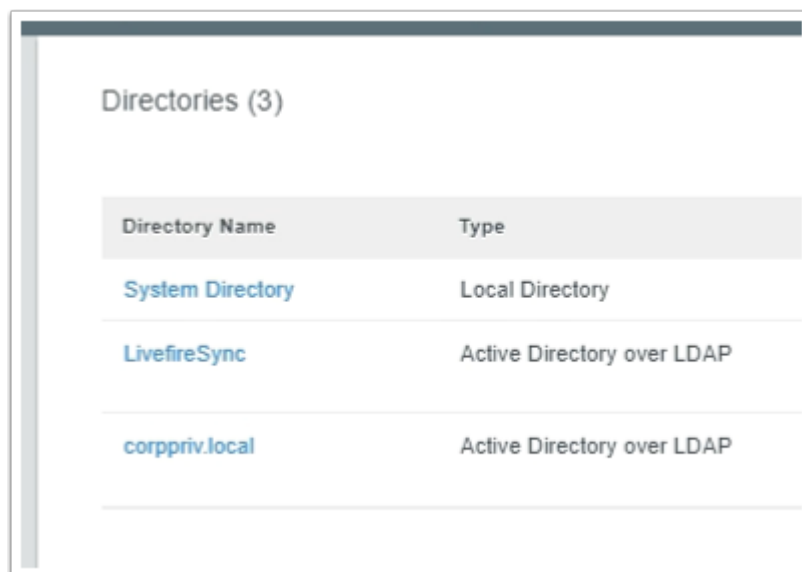 Directories (3)
Directory Name Type
System Directory Local Directory
LivefireSync Active Directory over LDAP
corppriv.local Active Directory over LDAP